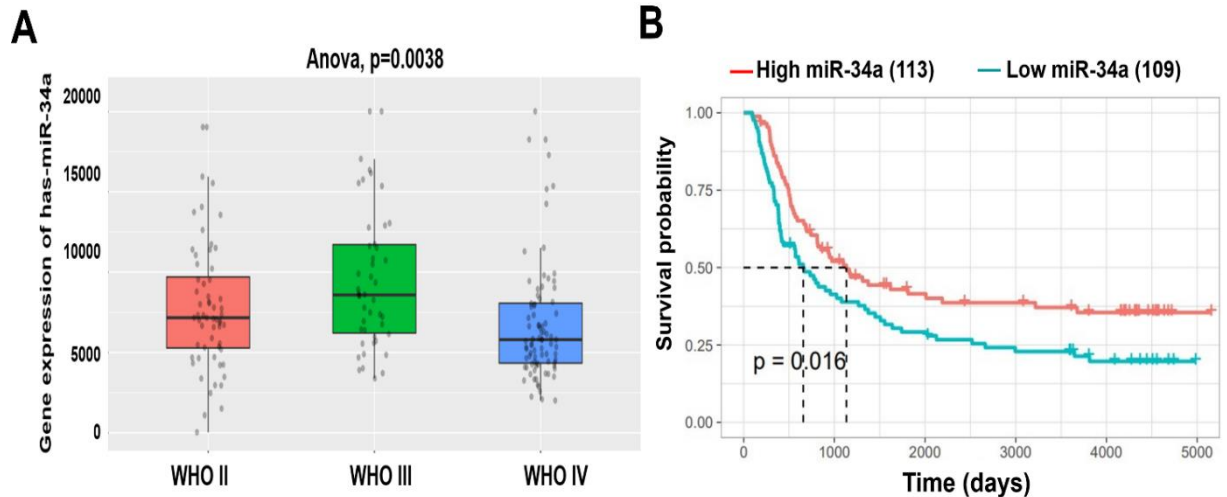 A
Anova, p=0.0038
Gene expression of has-miR-34a
20000
15000
10000
5000
0
WHO II
WHO III
WHO IV
B
High miR-34a (113) Low miR-34a (109)
Survival probability
1.00
0.75
0.50
0.25
0.00
p = 0.016
0 1000 2000 3000 4000 5000
Time (days)